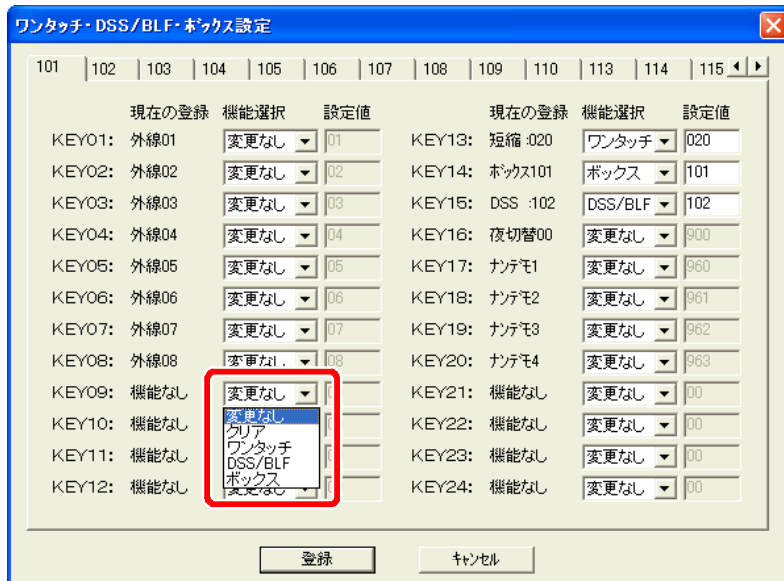 ワンタッチ・DSS/BLF・ボックス設定
101 102 103 104 105 106 107 108 109 110 113 114 115
現在の登録 機能選択 設定値 現在の登録 機能選択 設定値
KEY01: 外線01 変更なし 01 KEY13: 短縮:020 ワンタッチ 020
KEY02: 外線02 変更なし 02 KEY14: ボックス101 ボックス 101
KEY03: 外線03 変更なし 03 KEY15: DSS :102 DSS/BLF 102
KEY04: 外線04 変更なし 04 KEY16: 夜切替00 変更なし 900
KEY05: 外線05 変更なし 05 KEY17: ナンデモ1 変更なし 960
KEY06: 外線06 変更なし 06 KEY18: ナンデモ2 変更なし 961
KEY07: 外線07 変更なし 07 KEY19: ナンデモ3 変更なし 962
KEY08: 外線08 変更なし 08 KEY20: ナンデモ4 変更なし 963
KEY09: 機能なし 変更なし KEY21: 機能なし 変更なし 00
変更なし
KEY10: 機能なし クリア KEY22: 機能なし 変更なし 00
ワンタッチ
KEY11: 機能なし DSS/BLF KEY23: 機能なし 変更なし 00
ボックス
KEY12: 機能なし KEY24: 機能なし 変更なし 00
登録 キャンセル